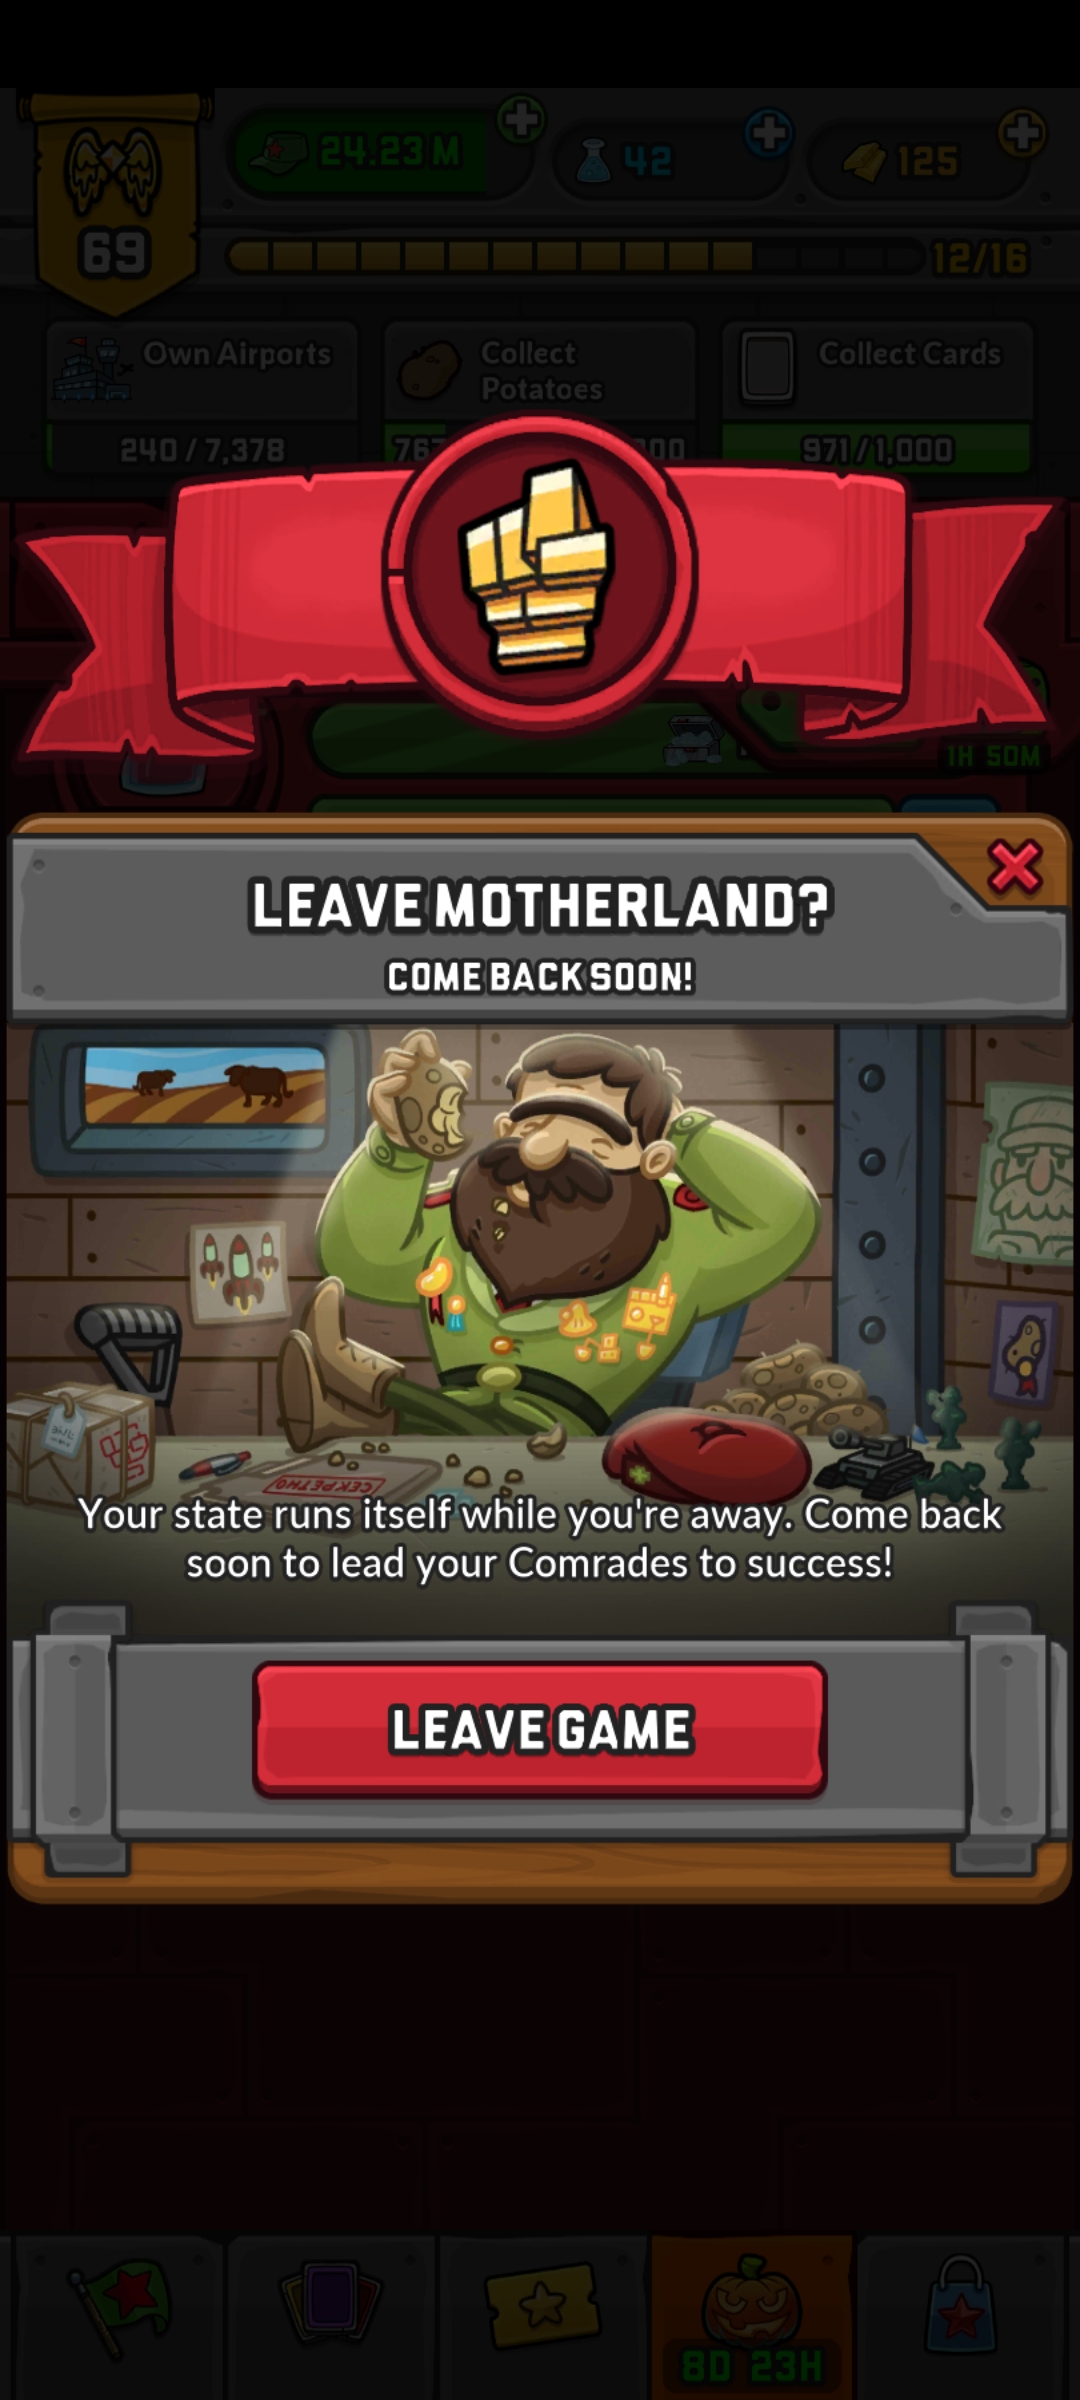 24.23 M
42
125
69
12/16
Own Airports
Collect
Potatoes
Collect Cards
240 / 7,378
971/1,000
1H 50M
LEAVE MOTHERLAND?
COME BACK SOON!
СЕКРЕТНО
Your state runs itself while you're away. Come back
soon to lead your Comrades to success!
LEAVE GAME
8D 23H